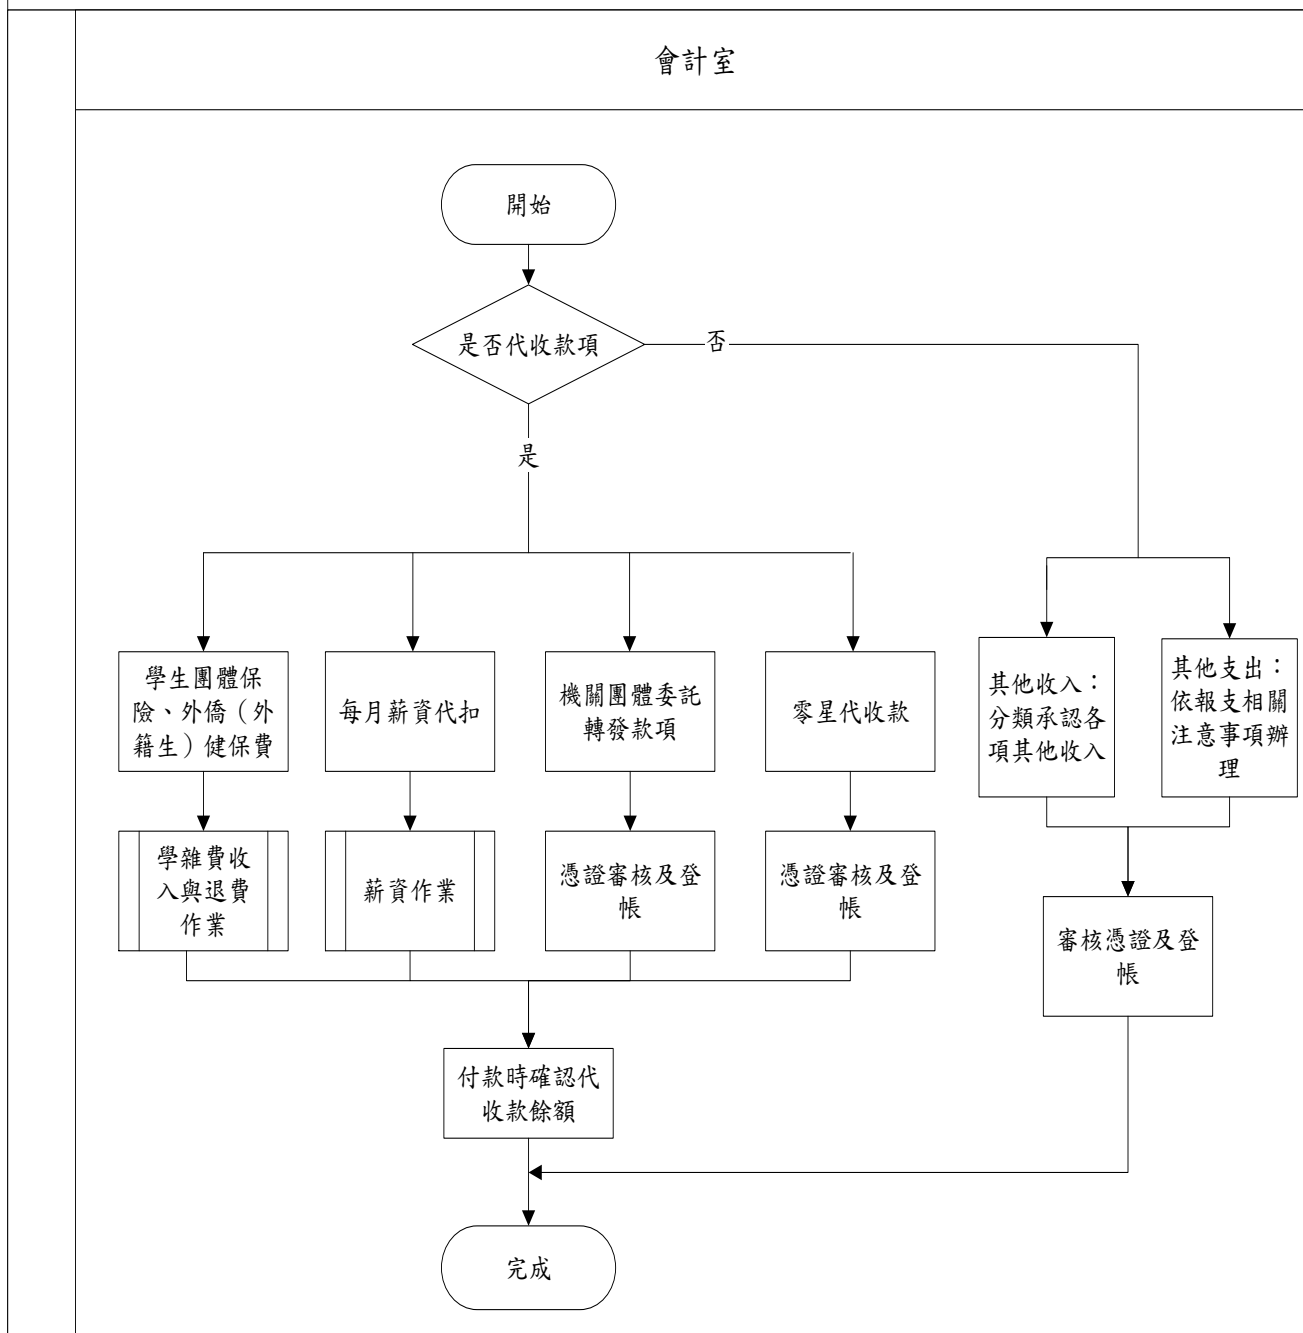 會計室
開始
是否代收款項
否
是
學生團體保
險、外僑（外
籍生）健保費
每月薪資代扣
機關團體委託
轉發款項
零星代收款
其他收入：
分類承認各
項其他收入
其他支出：
依報支相關
注意事項辦
理
學雜費收
入與退費
作業
薪資作業
憑證審核及登
帳
憑證審核及登
帳
審核憑證及登
帳
付款時確認代
收款餘額
完成